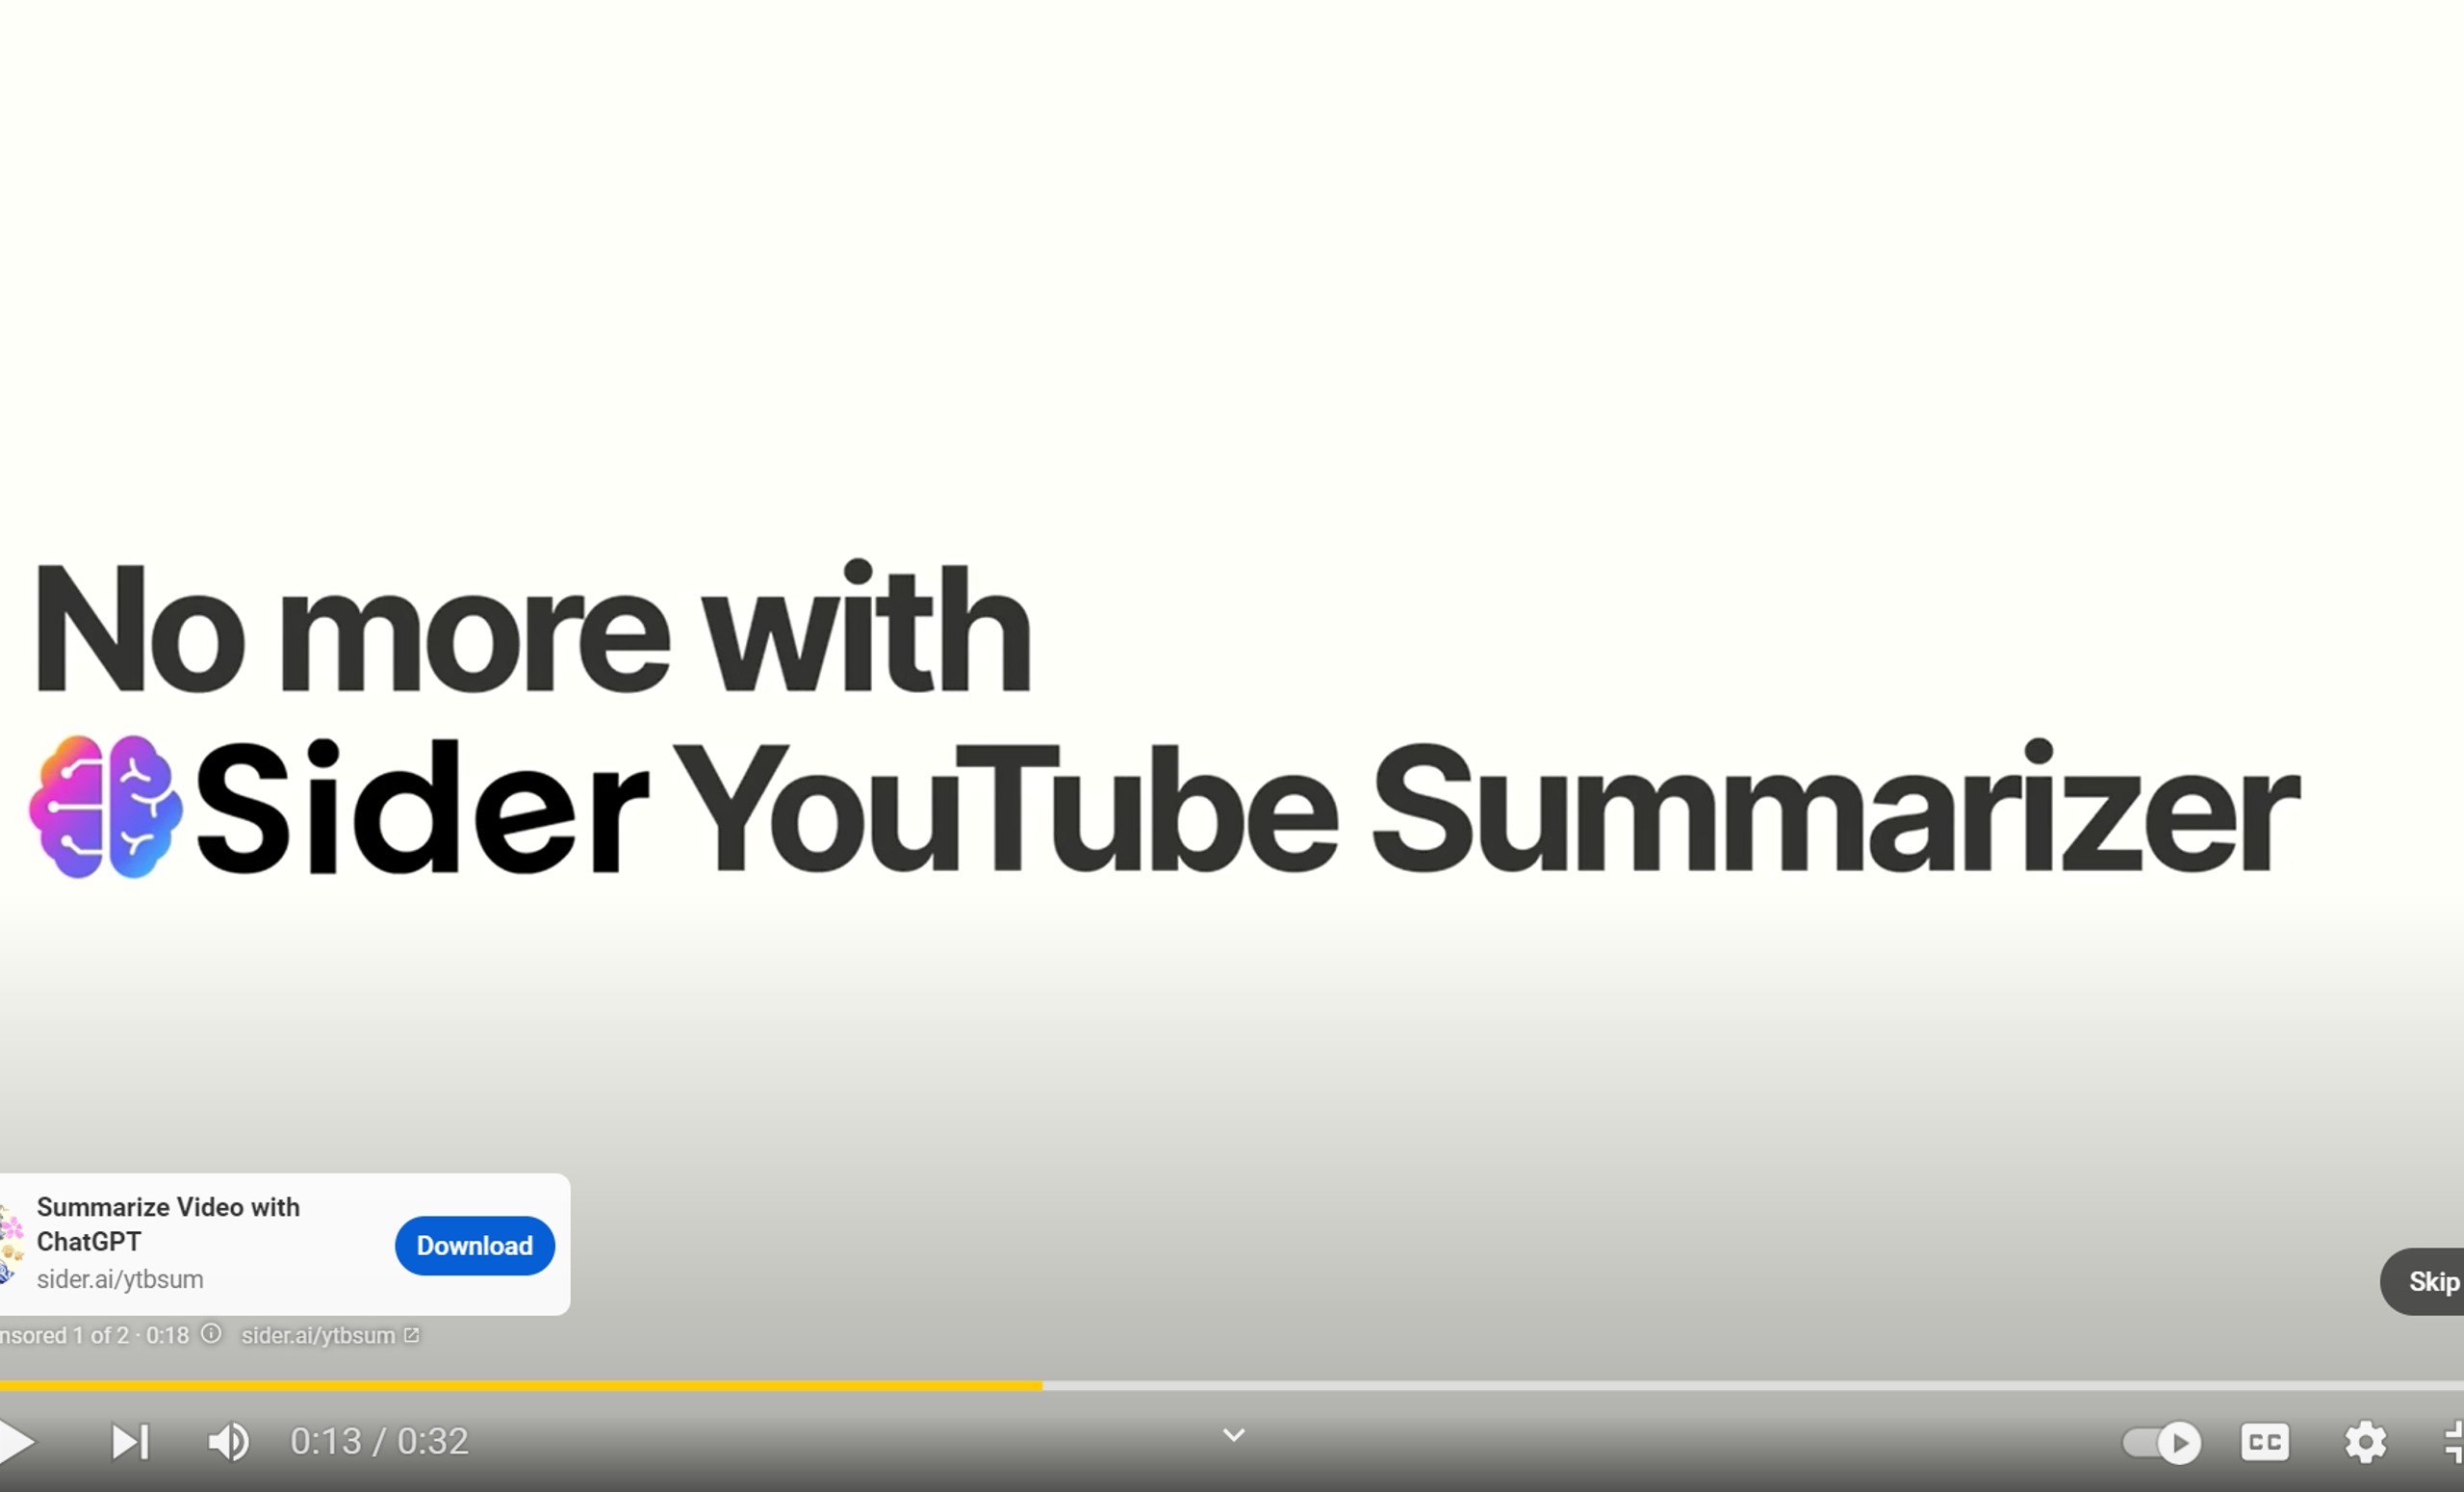 No more with
Sider YouTube Summarizer
Summarize Video with
ChatGPT
sider.ai/ytbsum
Download
Skip
nsored 1 of 2 · 0:18 sider.ai/ytbsum
0:13 / 0:32
CC